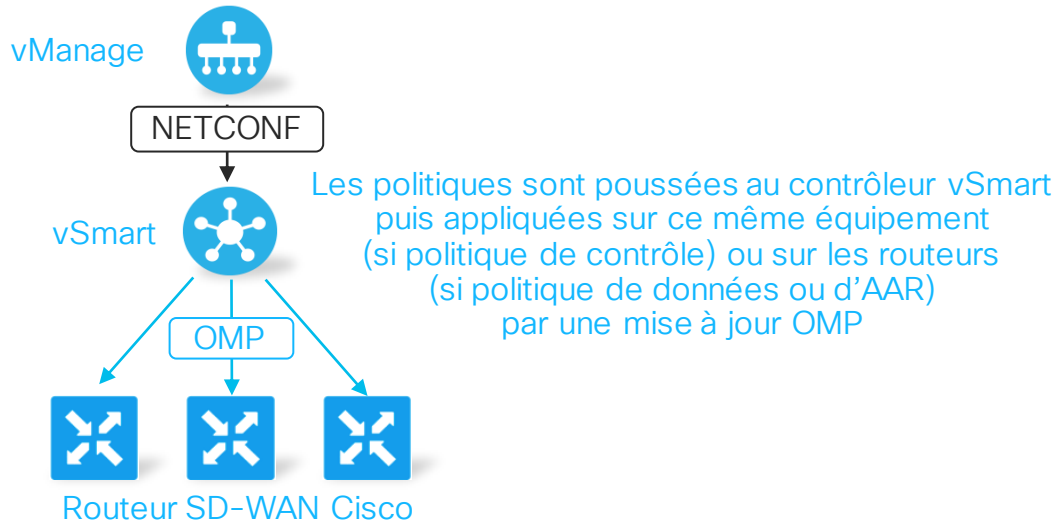 vManage
NETCONF
vSmart
Les politiques sont poussées au contrôleur vSmart
puis appliquées sur ce même équipement
(si politique de contrôle) ou sur les routeurs
(si politique de données ou d’AAR)
par une mise à jour OMP
OMP
Routeur SD-WAN Cisco